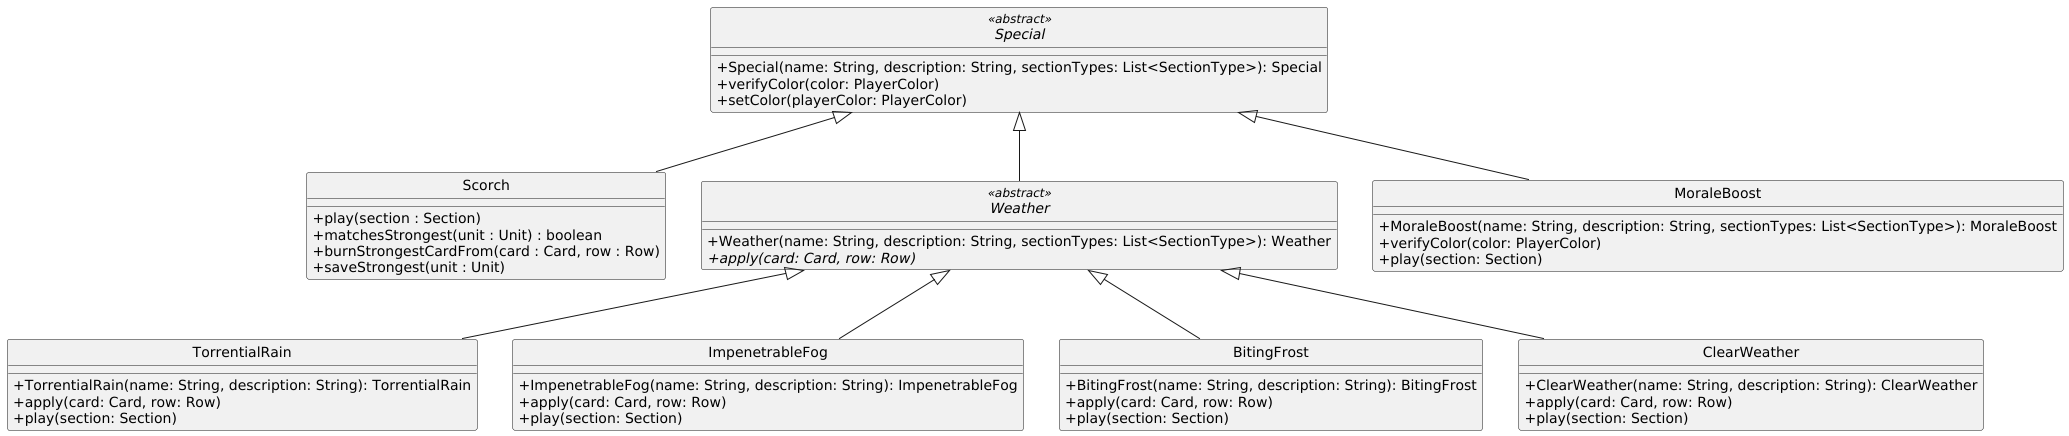 «abstract»
Special
+Special(name: String, description: String, sectionTypes: List<SectionType>): Special
+verifyColor(color: PlayerColor)
+setColor(playerColor: PlayerColor)
Scorch
+play(section : Section)
+matchesStrongest(unit : Unit) : boolean
+burnStrongestCardFrom(card : Card, row : Row)
+saveStrongest(unit : Unit)
«abstract»
Weather
+Weather(name: String, description: String, sectionTypes: List<SectionType>): Weather
+apply(card: Card, row: Row)
MoraleBoost
+MoraleBoost(name: String, description: String, sectionTypes: List<SectionType>): MoraleBoost
+verifyColor(color: PlayerColor)
+play(section: Section)
TorrentialRain
+TorrentialRain(name: String, description: String): TorrentialRain
+apply(card: Card, row: Row)
+play(section: Section)
ImpenetrableFog
+ImpenetrableFog(name: String, description: String): ImpenetrableFog
+apply(card: Card, row: Row)
+play(section: Section)
BitingFrost
+BitingFrost(name: String, description: String): BitingFrost
+apply(card: Card, row: Row)
+play(section: Section)
ClearWeather
+ClearWeather(name: String, description: String): ClearWeather
+apply(card: Card, row: Row)
+play(section: Section)